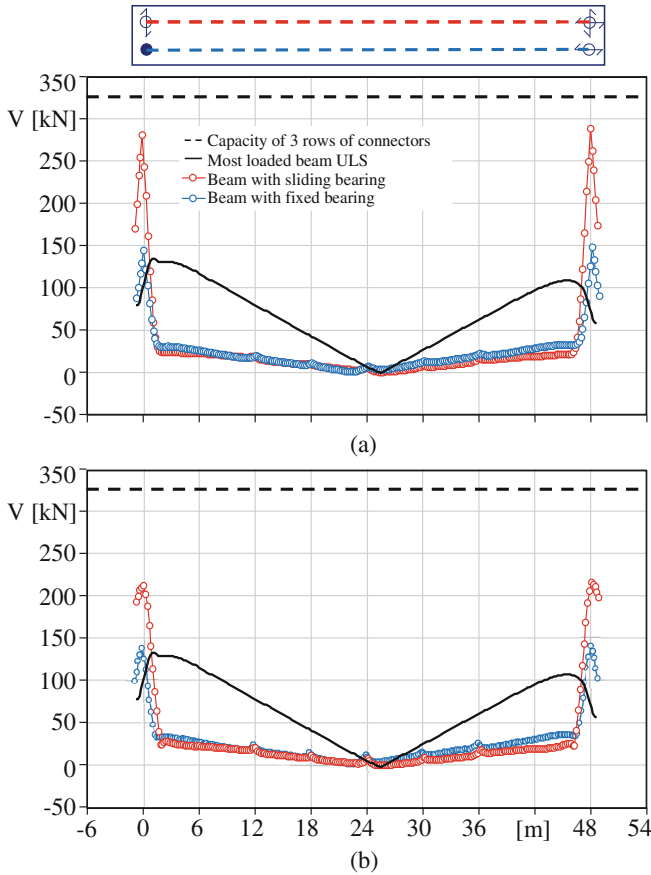 350
V [kN]
250
200
150
100
50
0
-50
Capacity of 3 rows of connectors
Most loaded beam ULS
Beam with sliding bearing
Beam with fixed bearing
(a)
350
V [kN]
250
200
150
100
50
0
-50
-6 0 6 12 18 24 30 36 [m] 48 54
(b)